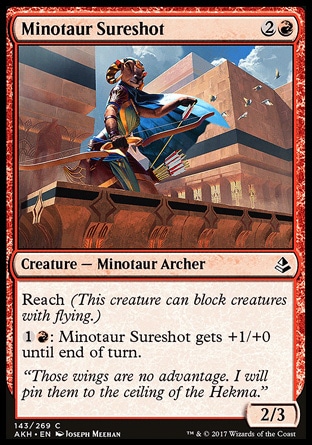 Minotaur Sureshot 2
Creature — Minotaur Archer
Reach (This creature can block creatures
with flying.)
1: Minotaur Sureshot gets +1/+0
until end of turn.
“Those wings are no advantage. I will
pin them to the ceiling of the Hekma.”
2/3
143/269 C
AKH • EN Joseph Meehan
™ & © 2017 Wizards of the Coast